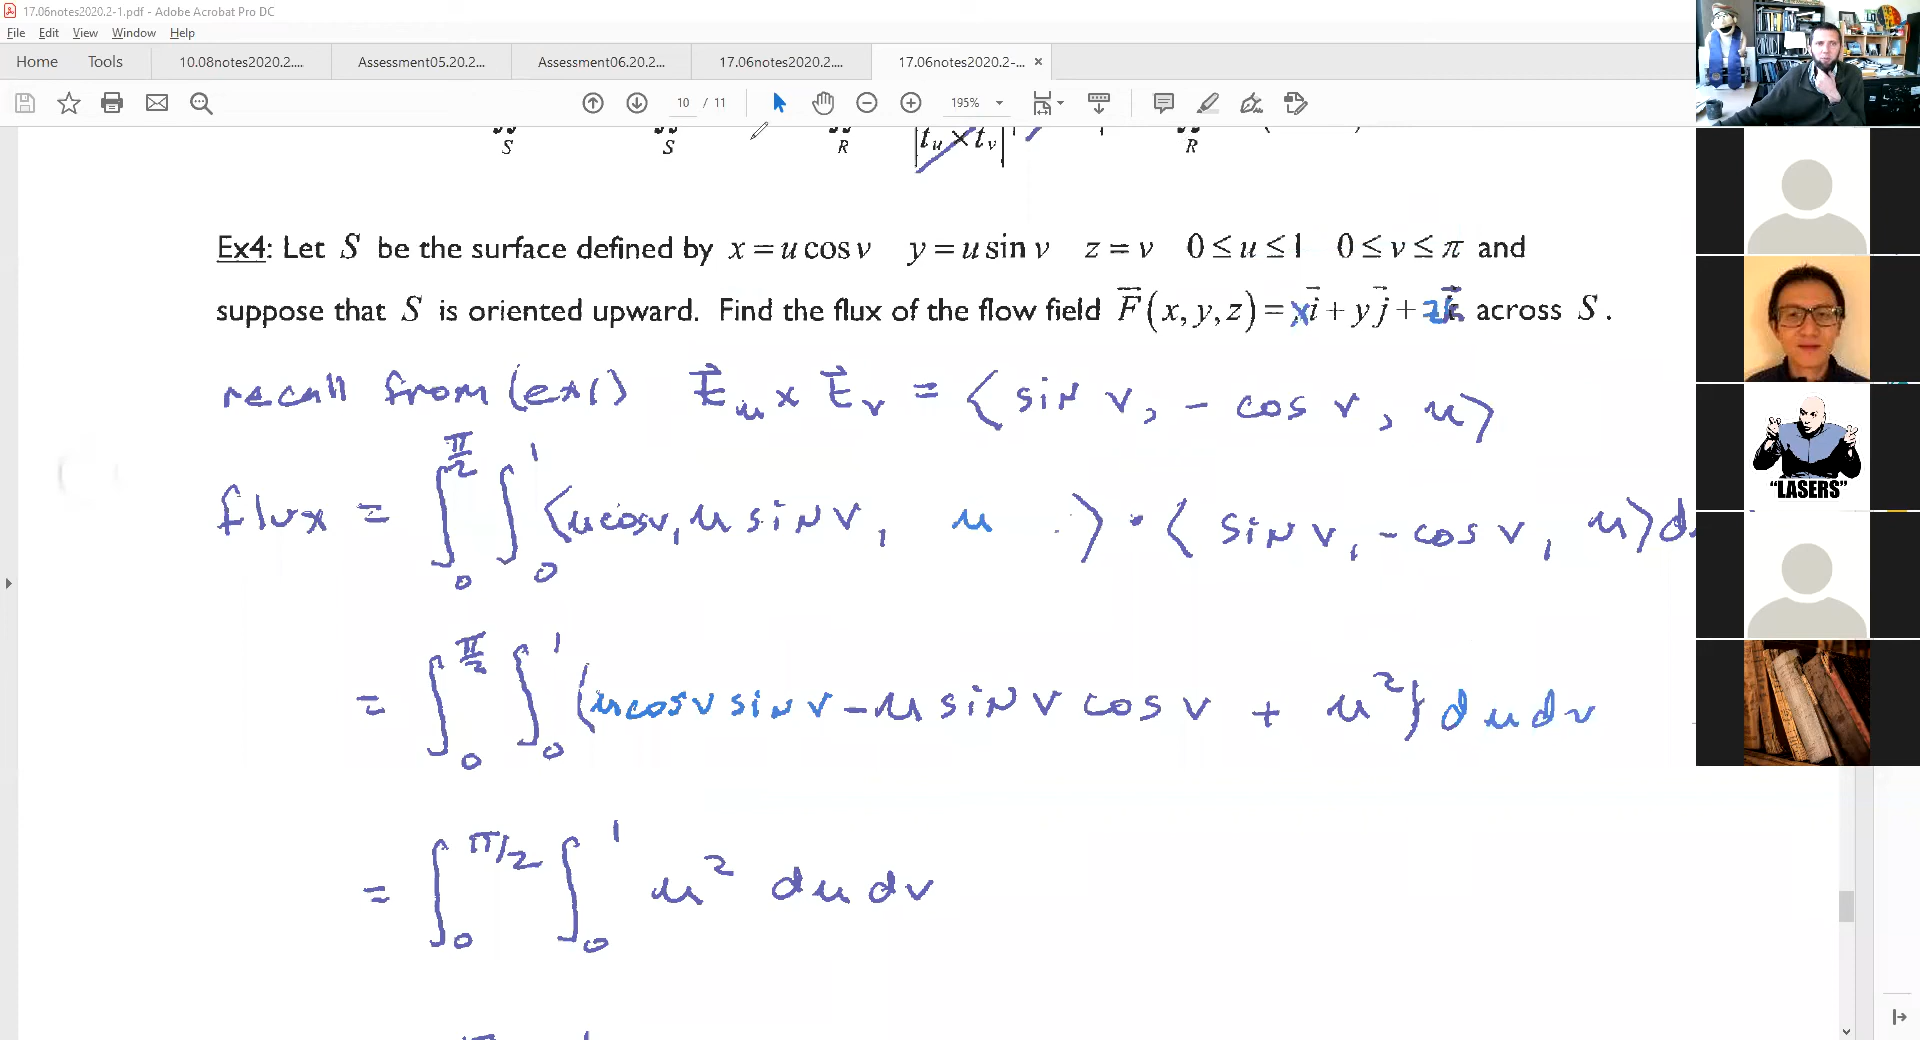 17.06notes2020.2-1.pdf - Adobe Acrobat Pro DC
File Edit View Window Help
Home Tools 10.08notes2020.2.... Assessment05.20.2... Assessment06.20.2... 17.06notes2020.2.... 17.06notes2020.2-... ×
10 / 11 195%
S S R |t_u × t_v| R
Ex4: Let S be the surface defined by x = u cos v y = u sin v z = v 0 ≤ u ≤ 1 0 ≤ v ≤ π and
suppose that S is oriented upward. Find the flux of the flow field F⃗(x, y, z) = xi⃗ + yj⃗ + zk⃗ across S.
recall from (ex1) t⃗_u × t⃗_v = ⟨sin v, - cos v, u⟩
flux = ∫_0^{π/2} ∫_0^1 ⟨u cos v, u sin v, u⟩ · ⟨sin v, - cos v, u⟩ d
= ∫_0^{π/2} ∫_0^1 (u cos v sin v - u sin v cos v + u²) du dv
= ∫_0^{π/2} ∫_0^1 u² du dv
"LASERS"